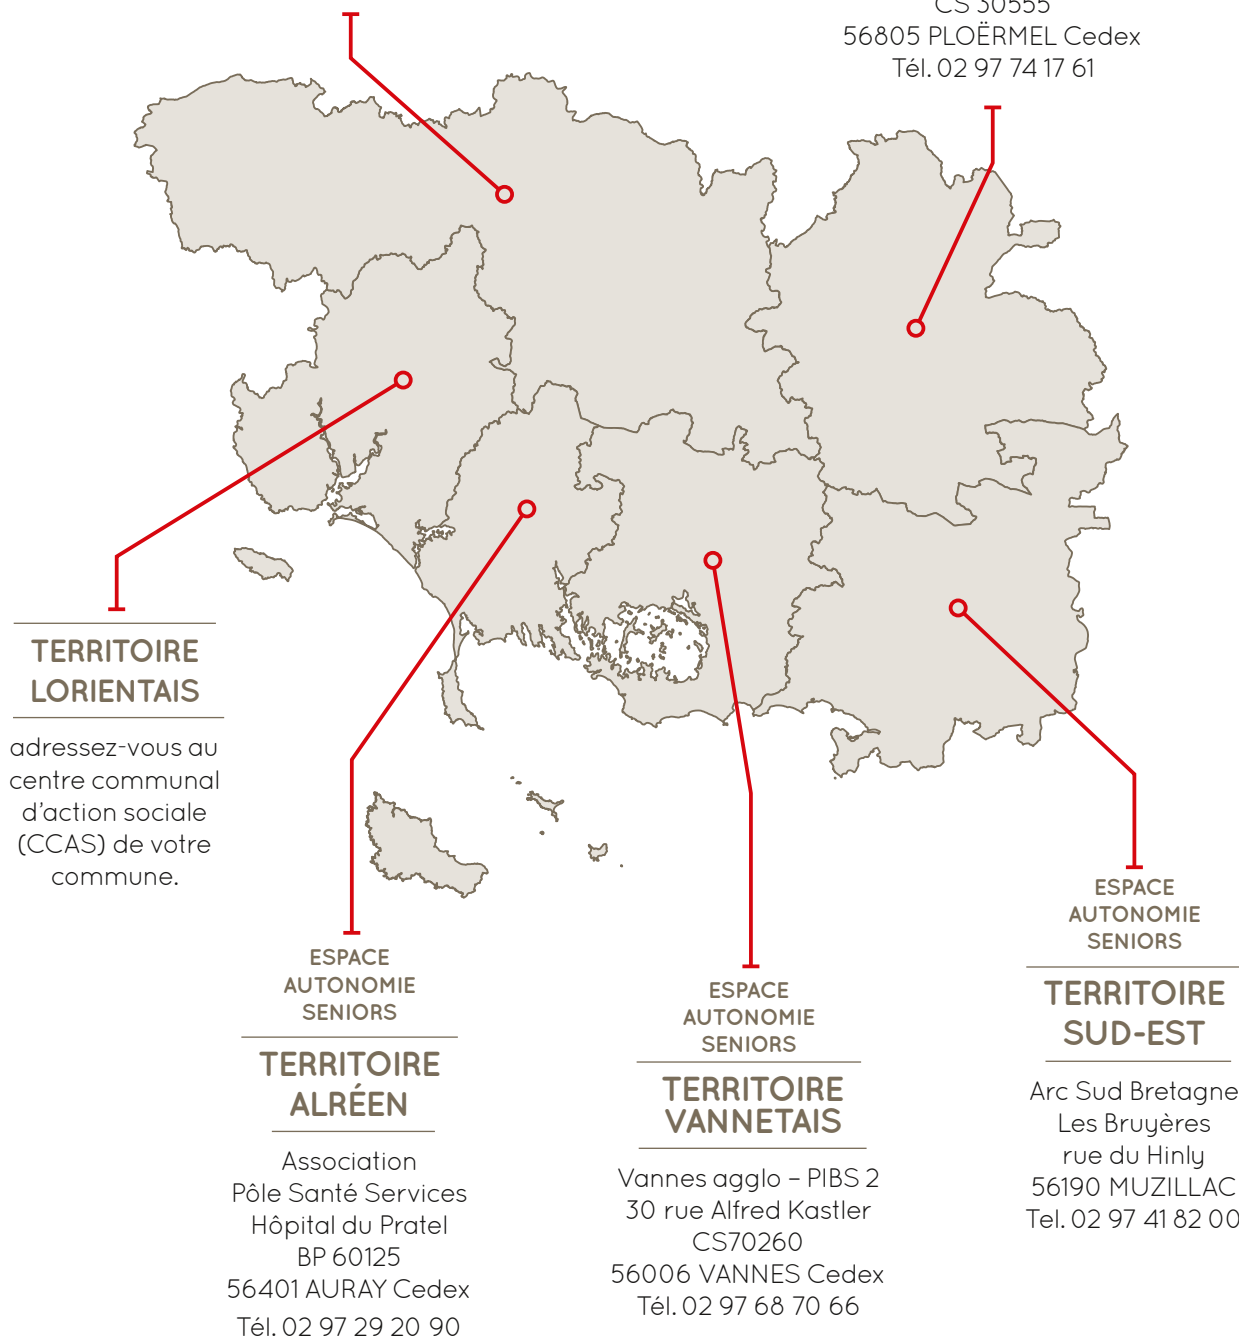 CS 30555
56805 PLOËRMEL Cedex
Tél. 02 97 74 17 61
TERRITOIRE
LORIENTAIS
adressez-vous au
centre communal
d'action sociale
(CCAS) de votre
commune.
ESPACE
AUTONOMIE
SENIORS
TERRITOIRE
ALRÉEN
Association
Pôle Santé Services
Hôpital du Pratel
BP 60125
56401 AURAY Cedex
Tél. 02 97 29 20 90
ESPACE
AUTONOMIE
SENIORS
TERRITOIRE
VANNETAIS
Vannes agglo – PIBS 2
30 rue Alfred Kastler
CS70260
56006 VANNES Cedex
Tél. 02 97 68 70 66
ESPACE
AUTONOMIE
SENIORS
TERRITOIRE
SUD-EST
Arc Sud Bretagne
Les Bruyères
rue du Hinly
56190 MUZILLAC
Tel. 02 97 41 82 00